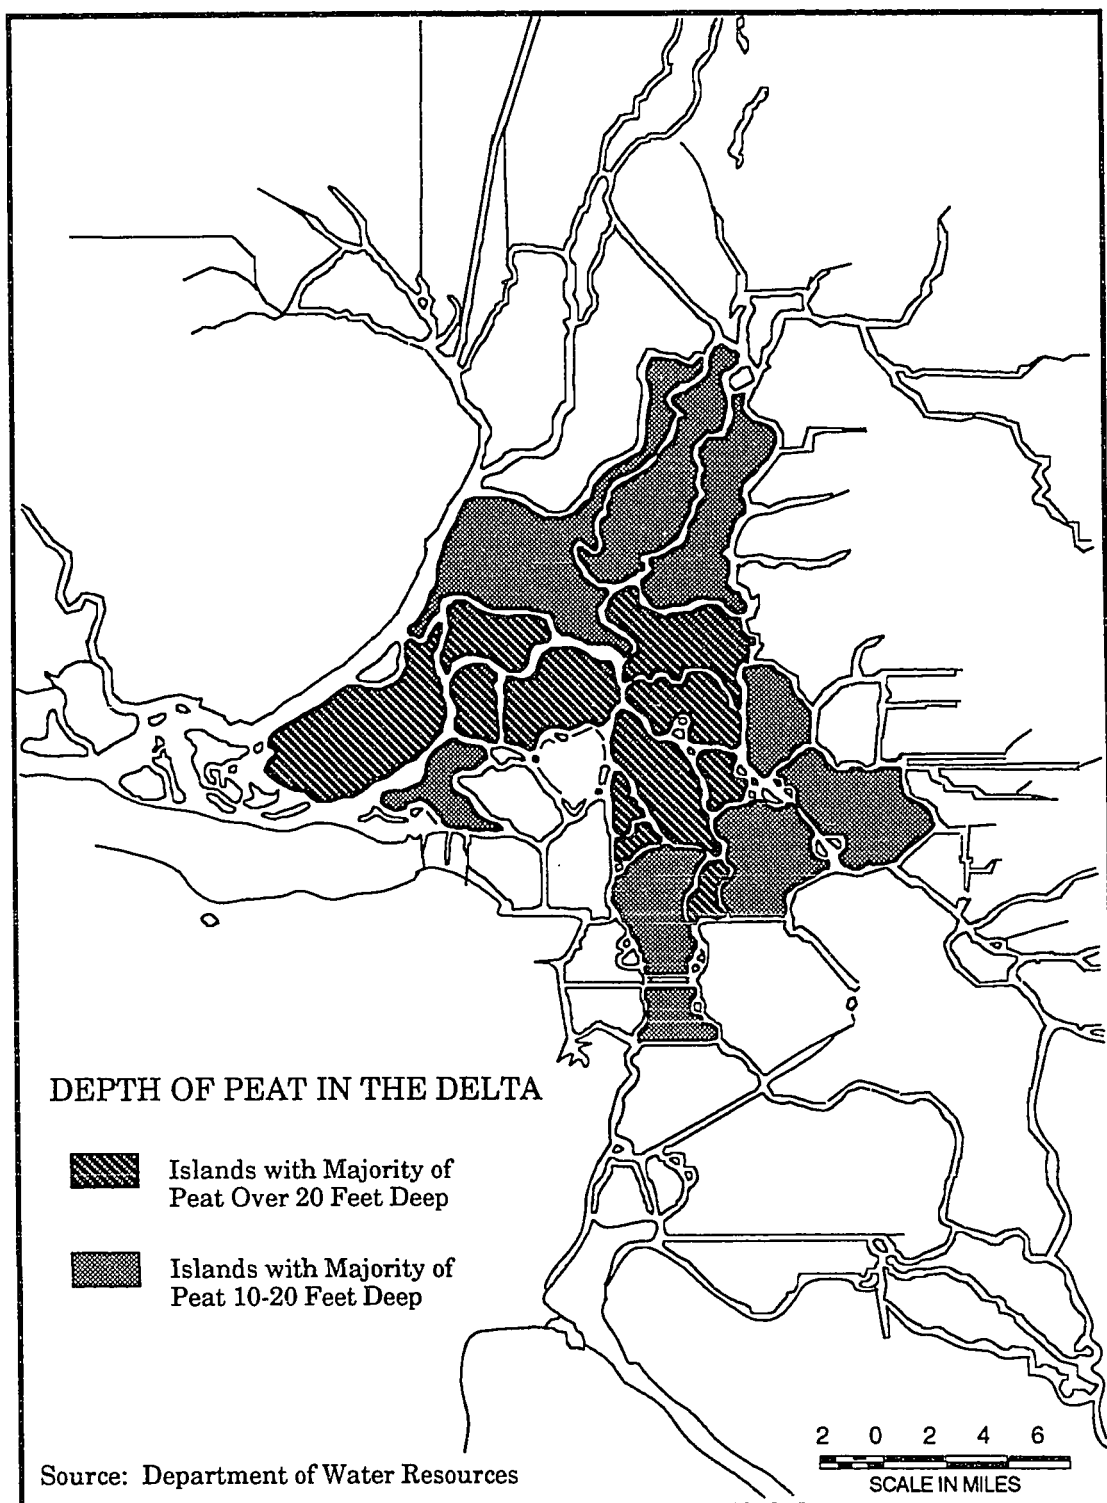 DEPTH OF PEAT IN THE DELTA
Islands with Majority of
Peat Over 20 Feet Deep
Islands with Majority of
Peat 10-20 Feet Deep
2 0 2 4 6
SCALE IN MILES
Source: Department of Water Resources